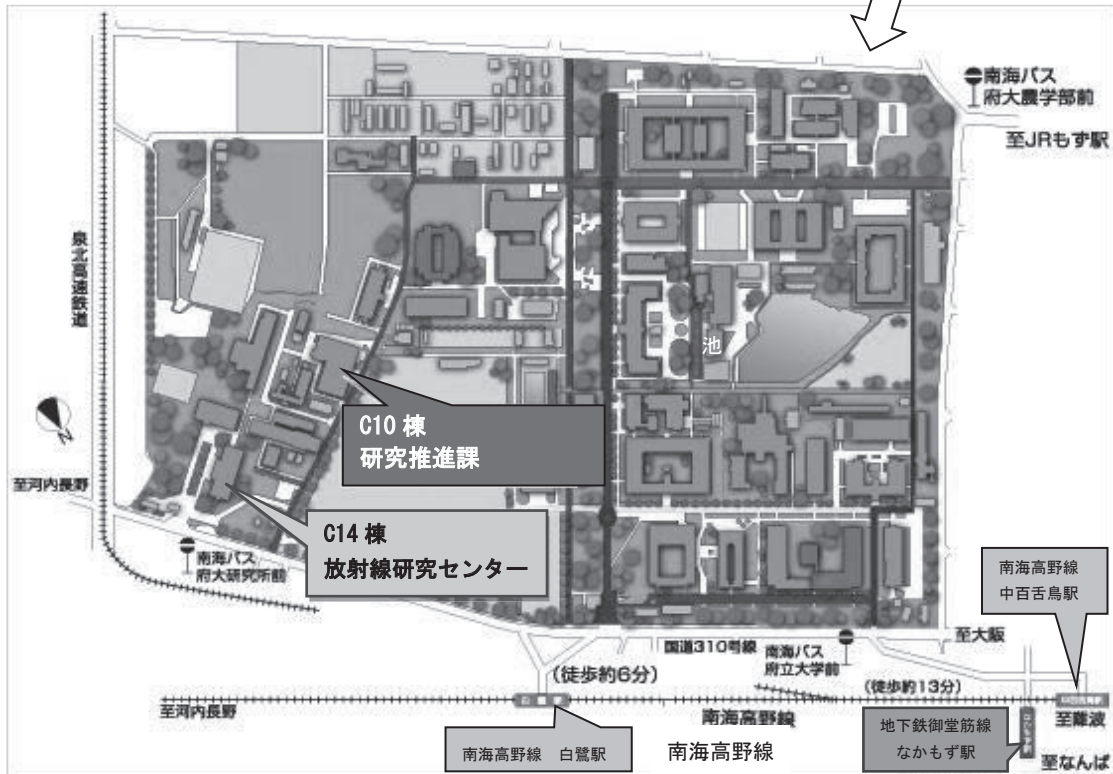 南海バス
府大農学部前
至JRもず駅
泉北高速鉄道
池
C10 棟
研究推進課
N
至河内長野
C14 棟
放射線研究センター
南海バス
府大研究所前
南海高野線
中百舌鳥駅
至大阪
国道310号線
南海バス
府立大学前
(徒歩約6分)
(徒歩約13分)
至河内長野
南海高野線
至難波
地下鉄御堂筋線
なかもず駅
なかもず駅
南海高野線 白鷺駅
南海高野線
至なんば